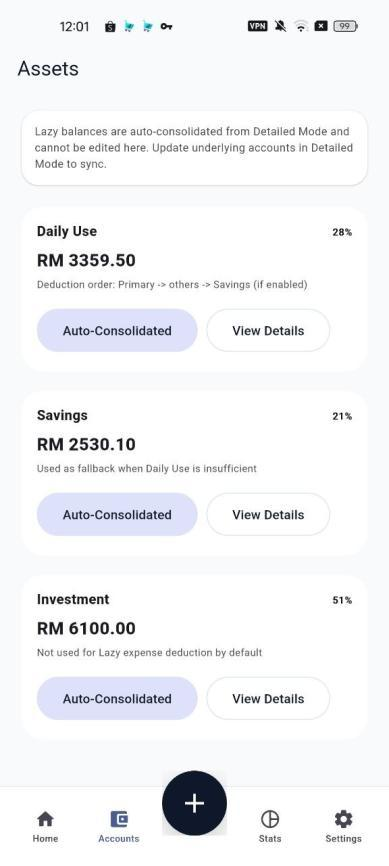 12:01
VPN
99
Assets
Lazy balances are auto-consolidated from Detailed Mode and
cannot be edited here. Update underlying accounts in Detailed
Mode to sync.
Daily Use
28%
RM 3359.50
Deduction order: Primary -> others -> Savings (if enabled)
Auto-Consolidated
View Details
Savings
21%
RM 2530.10
Used as fallback when Daily Use is insufficient
Auto-Consolidated
View Details
Investment
51%
RM 6100.00
Not used for Lazy expense deduction by default
Auto-Consolidated
View Details
Home
Accounts
Stats
Settings